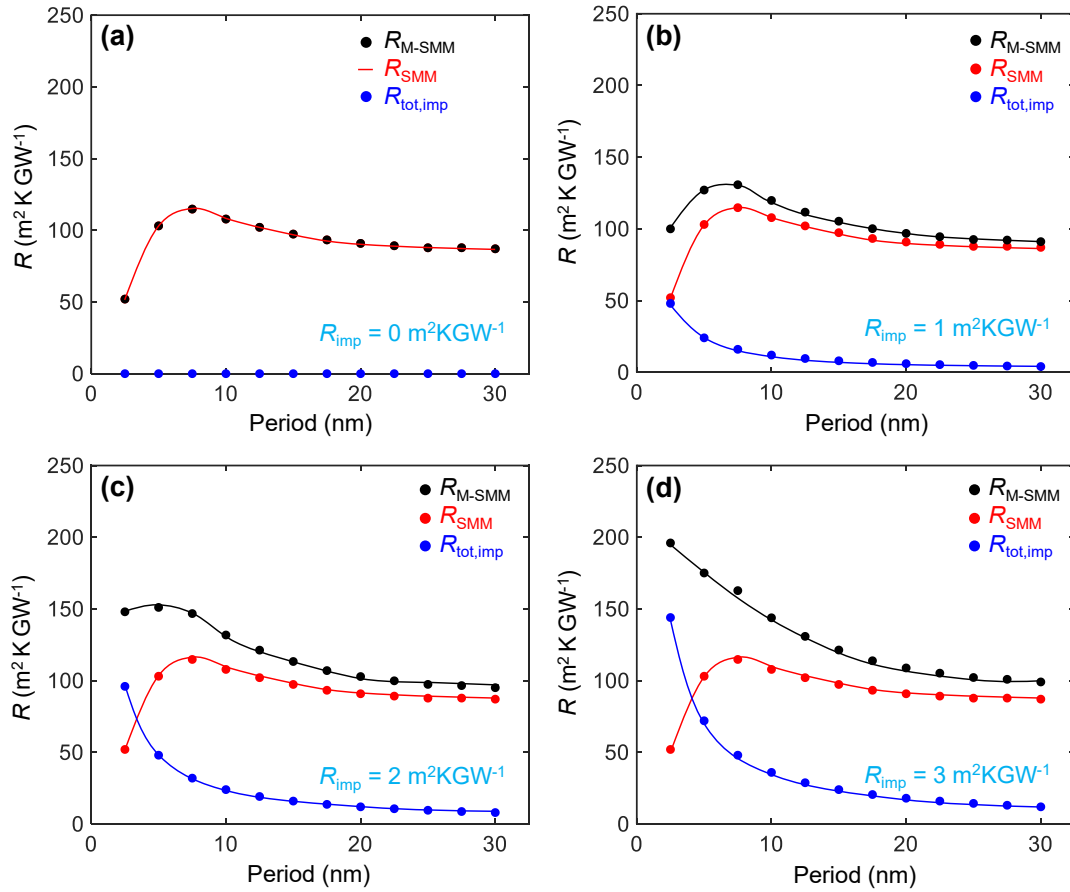 (a)
R_M-SMM
R_SMM
R_tot,imp
R_imp = 0 m²KGW⁻¹
250
200
150
100
50
0
R (m² K GW⁻¹)
0 10 20 30
Period (nm)
(b)
R_M-SMM
R_SMM
R_tot,imp
R_imp = 1 m²KGW⁻¹
250
200
150
100
50
0
R (m² K GW⁻¹)
0 10 20 30
Period (nm)
(c)
R_M-SMM
R_SMM
R_tot,imp
R_imp = 2 m²KGW⁻¹
250
200
150
100
50
0
R (m² K GW⁻¹)
0 10 20 30
Period (nm)
(d)
R_M-SMM
R_SMM
R_tot,imp
R_imp = 3 m²KGW⁻¹
250
200
150
100
50
0
R (m² K GW⁻¹)
0 10 20 30
Period (nm)